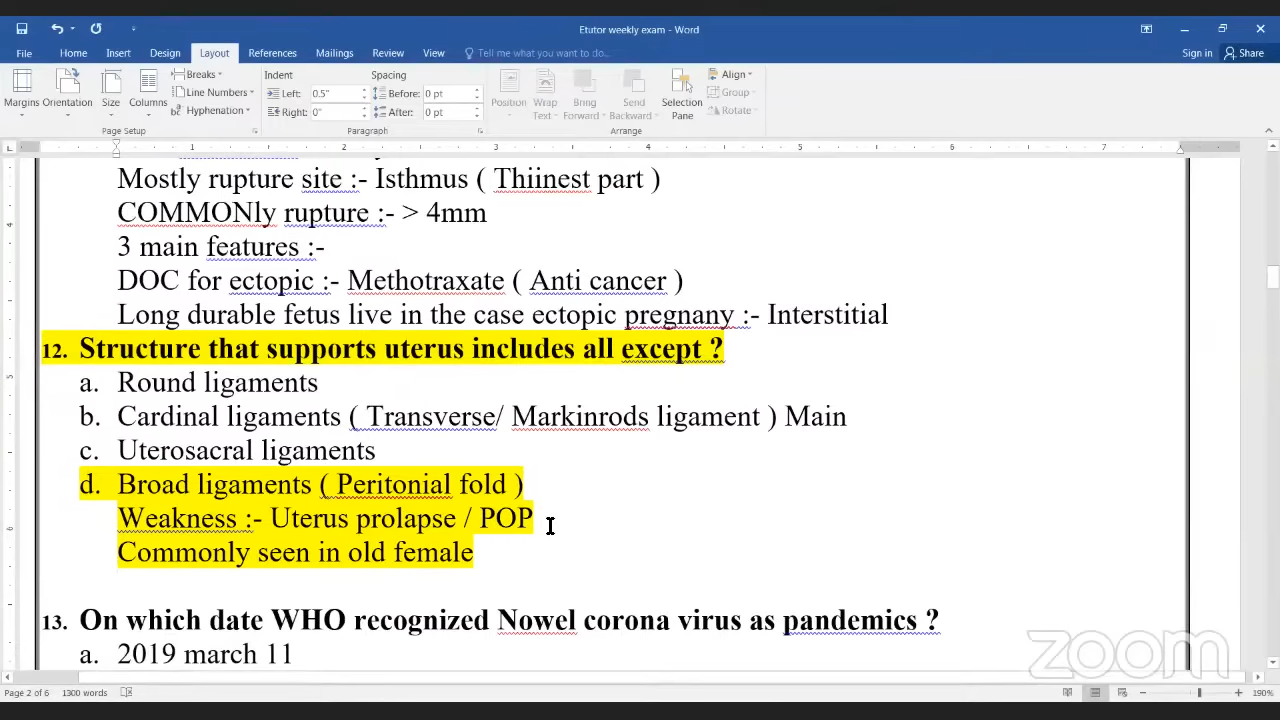 Etutor weekly exam - Word
File Home Insert Design Layout References Mailings Review View Tell me what you want to do... Sign in Share
Margins Orientation Size Columns Breaks Line Numbers Hyphenation Indent Left: 0.5" Right: 0" Spacing Before: 0 pt After: 0 pt Position Wrap Text Bring Forward Send Backward Selection Pane Align Group Rotate
Page Setup Paragraph Arrange
1 2 3 4 5 6 7
Mostly rupture site :- Isthmus ( Thiinest part )
COMMONly rupture :- > 4mm
3 main features :-
DOC for ectopic :- Methotraxate ( Anti cancer )
Long durable fetus live in the case ectopic pregnany :- Interstitial
12. Structure that supports uterus includes all except ?
a. Round ligaments
b. Cardinal ligaments ( Transverse/ Markinrods ligament ) Main
c. Uterosacral ligaments
d. Broad ligaments ( Peritonial fold )
Weakness :- Uterus prolapse / POP
Commonly seen in old female
13. On which date WHO recognized Nowel corona virus as pandemics ?
a. 2019 march 11
zoom
Page 2 of 6 1300 words 190%